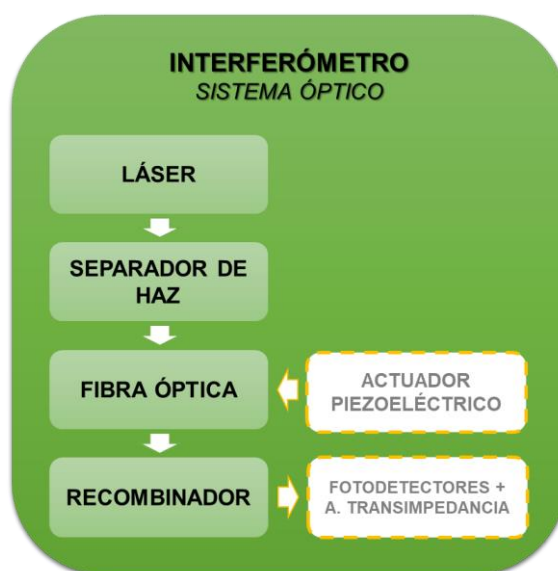 INTERFERÓMETRO
SISTEMA ÓPTICO
LÁSER
SEPARADOR DE
HAZ
FIBRA ÓPTICA
ACTUADOR
PIEZOELÉCTRICO
RECOMBINADOR
FOTODETECTORES +
A. TRANSIMPEDANCIA